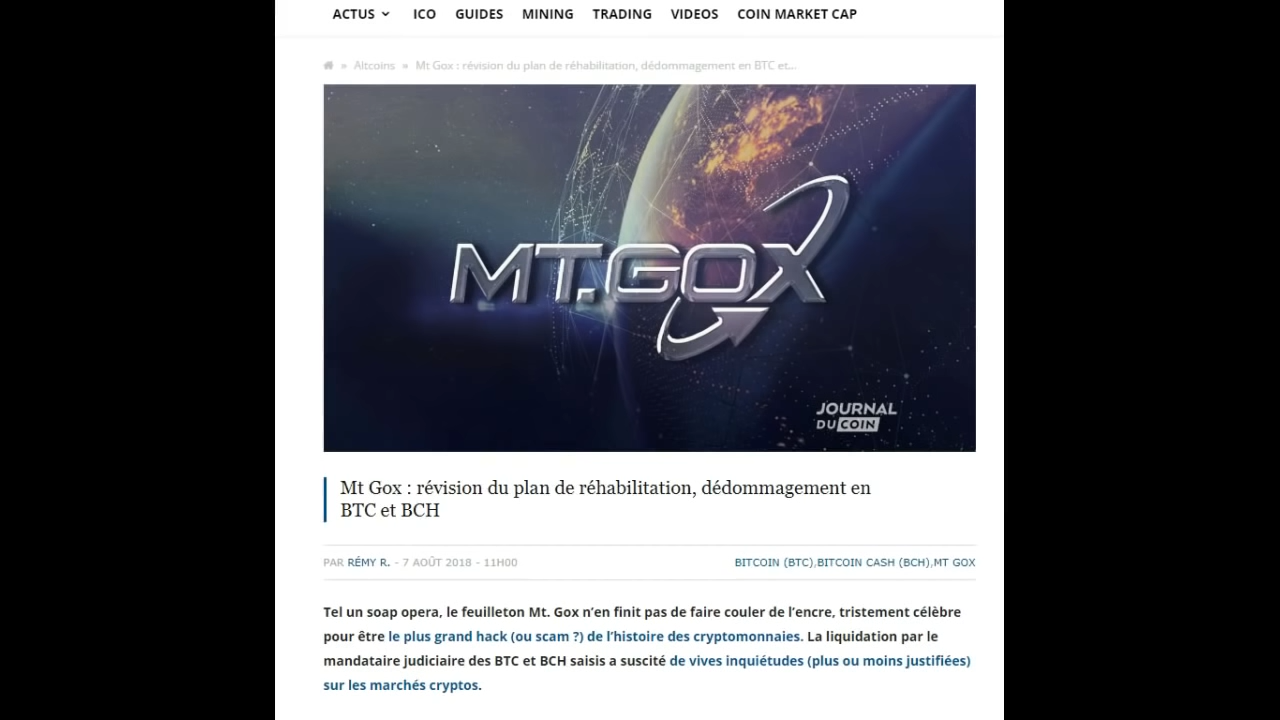 ACTUS ICO GUIDES MINING TRADING VIDEOS COIN MARKET CAP
» Altcoins » Mt Gox : révision du plan de réhabilitation, dédommagement en BTC et...
MT.GOX
JOURNAL
DU COIN
Mt Gox : révision du plan de réhabilitation, dédommagement en
BTC et BCH
PAR RÉMY R. - 7 AOÛT 2018 - 11H00 BITCOIN (BTC),BITCOIN CASH (BCH),MT GOX
Tel un soap opera, le feuilleton Mt. Gox n’en finit pas de faire couler de l’encre, tristement célèbre
pour être le plus grand hack (ou scam ?) de l’histoire des cryptomonnaies. La liquidation par le
mandataire judiciaire des BTC et BCH saisis a suscité de vives inquiétudes (plus ou moins justifiées)
sur les marchés cryptos.